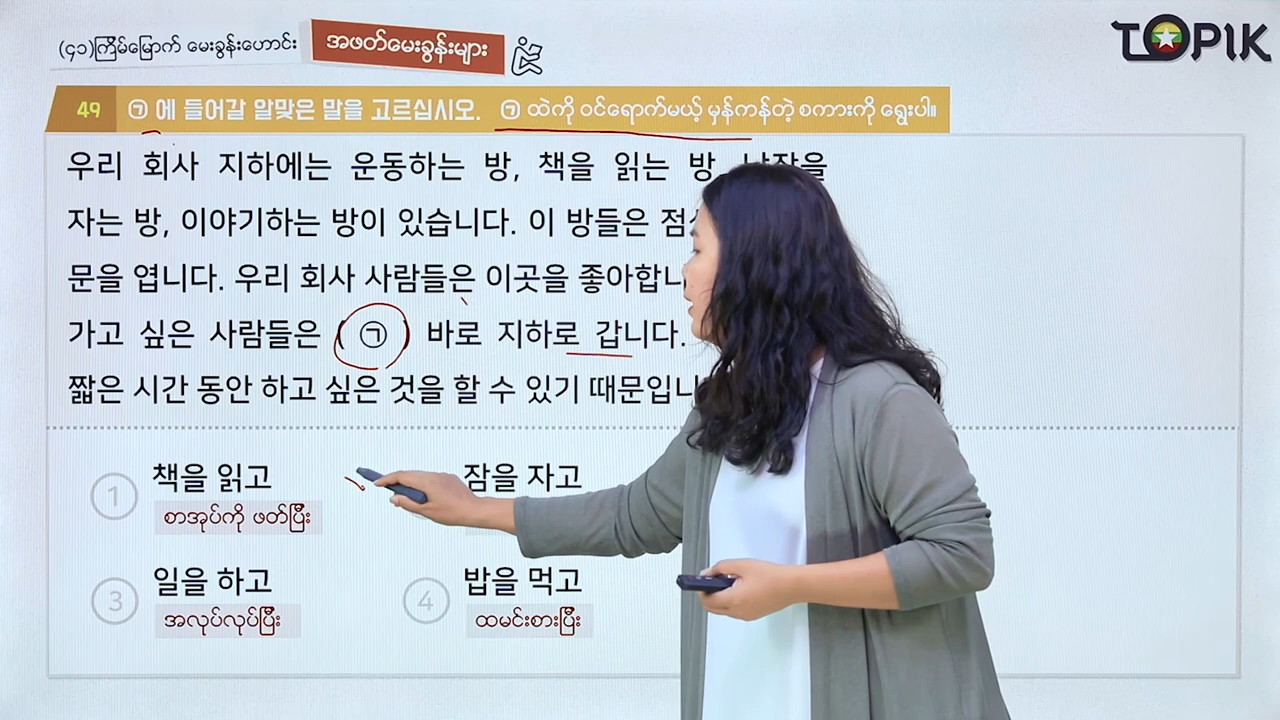 (၄၁)ကြိမ်မြောက် မေးခွန်းဟောင်း
အဖတ်မေးခွန်းများ
TOPIK
49 ㉠에 들어갈 알맞은 말을 고르십시오. ㉠ ထဲကို ဝင်ရောက်မယ့် မှန်ကန်တဲ့ စကားကို ရွေးပါ။
우리 회사 지하에는 운동하는 방, 책을 읽는 방, 낮잠을
자는 방, 이야기하는 방이 있습니다. 이 방들은
문을 엽니다. 우리 회사 사람들은 이곳을
가고 싶은 사람들은 ( ㉠ ) 바로 지하로 갑니다.
짧은 시간 동안 하고 싶은 것을 할 수 있기
1 책을 읽고
စာအုပ်ကို ဖတ်ပြီး
잠을 자고
3 일을 하고
အလုပ်လုပ်ပြီး
4 밥을 먹고
ထမင်းစားပြီး